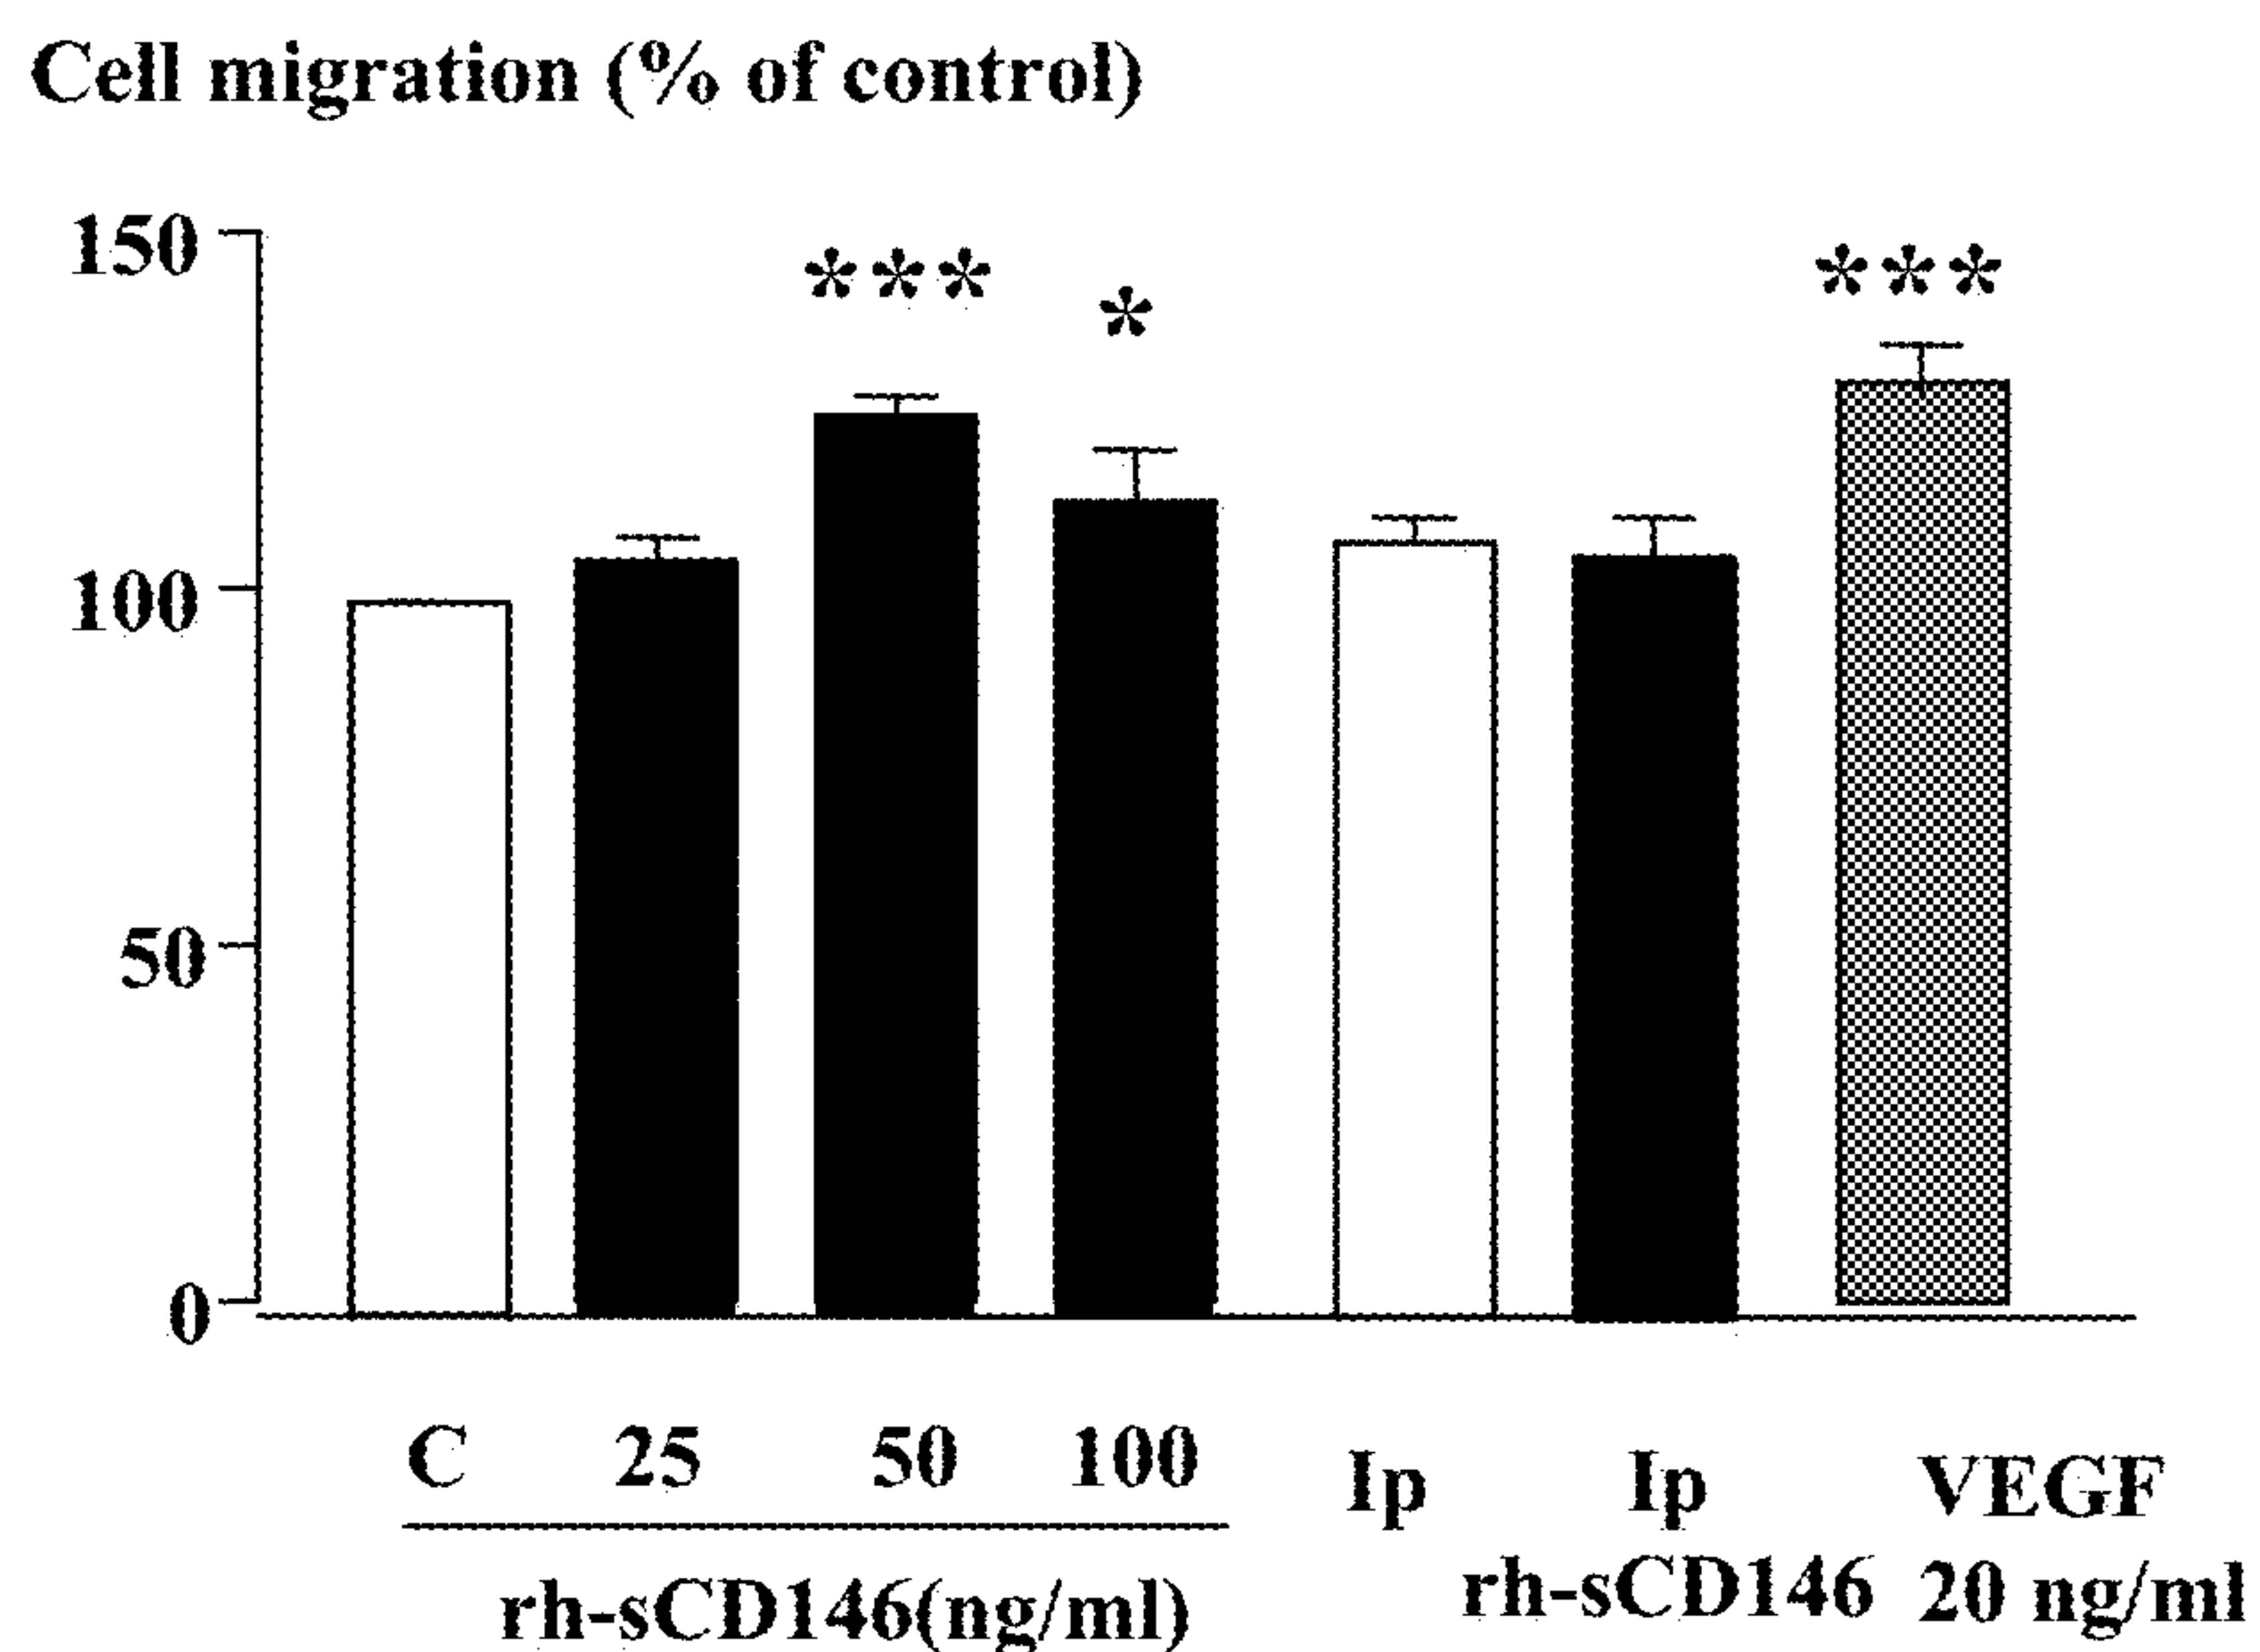 Cell migration (% of control)
150
***
*
***
100
50
0
C 25 50 100 Ip Ip VEGF
rh-sCD146(ng/ml) rh-sCD146 20 ng/ml